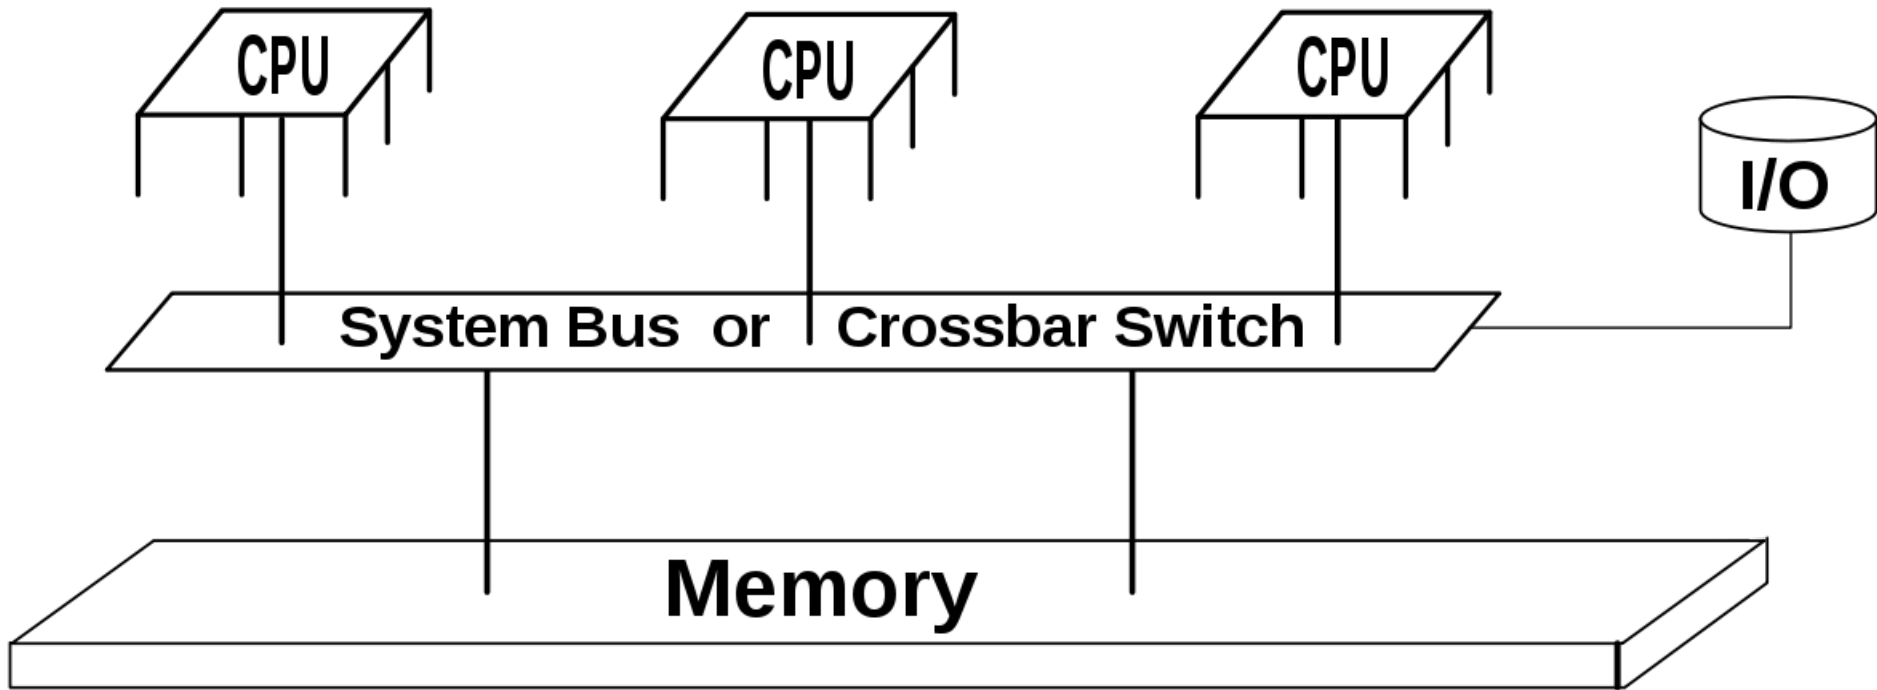 CPU
CPU
CPU
I/O
System Bus or Crossbar Switch
Memory